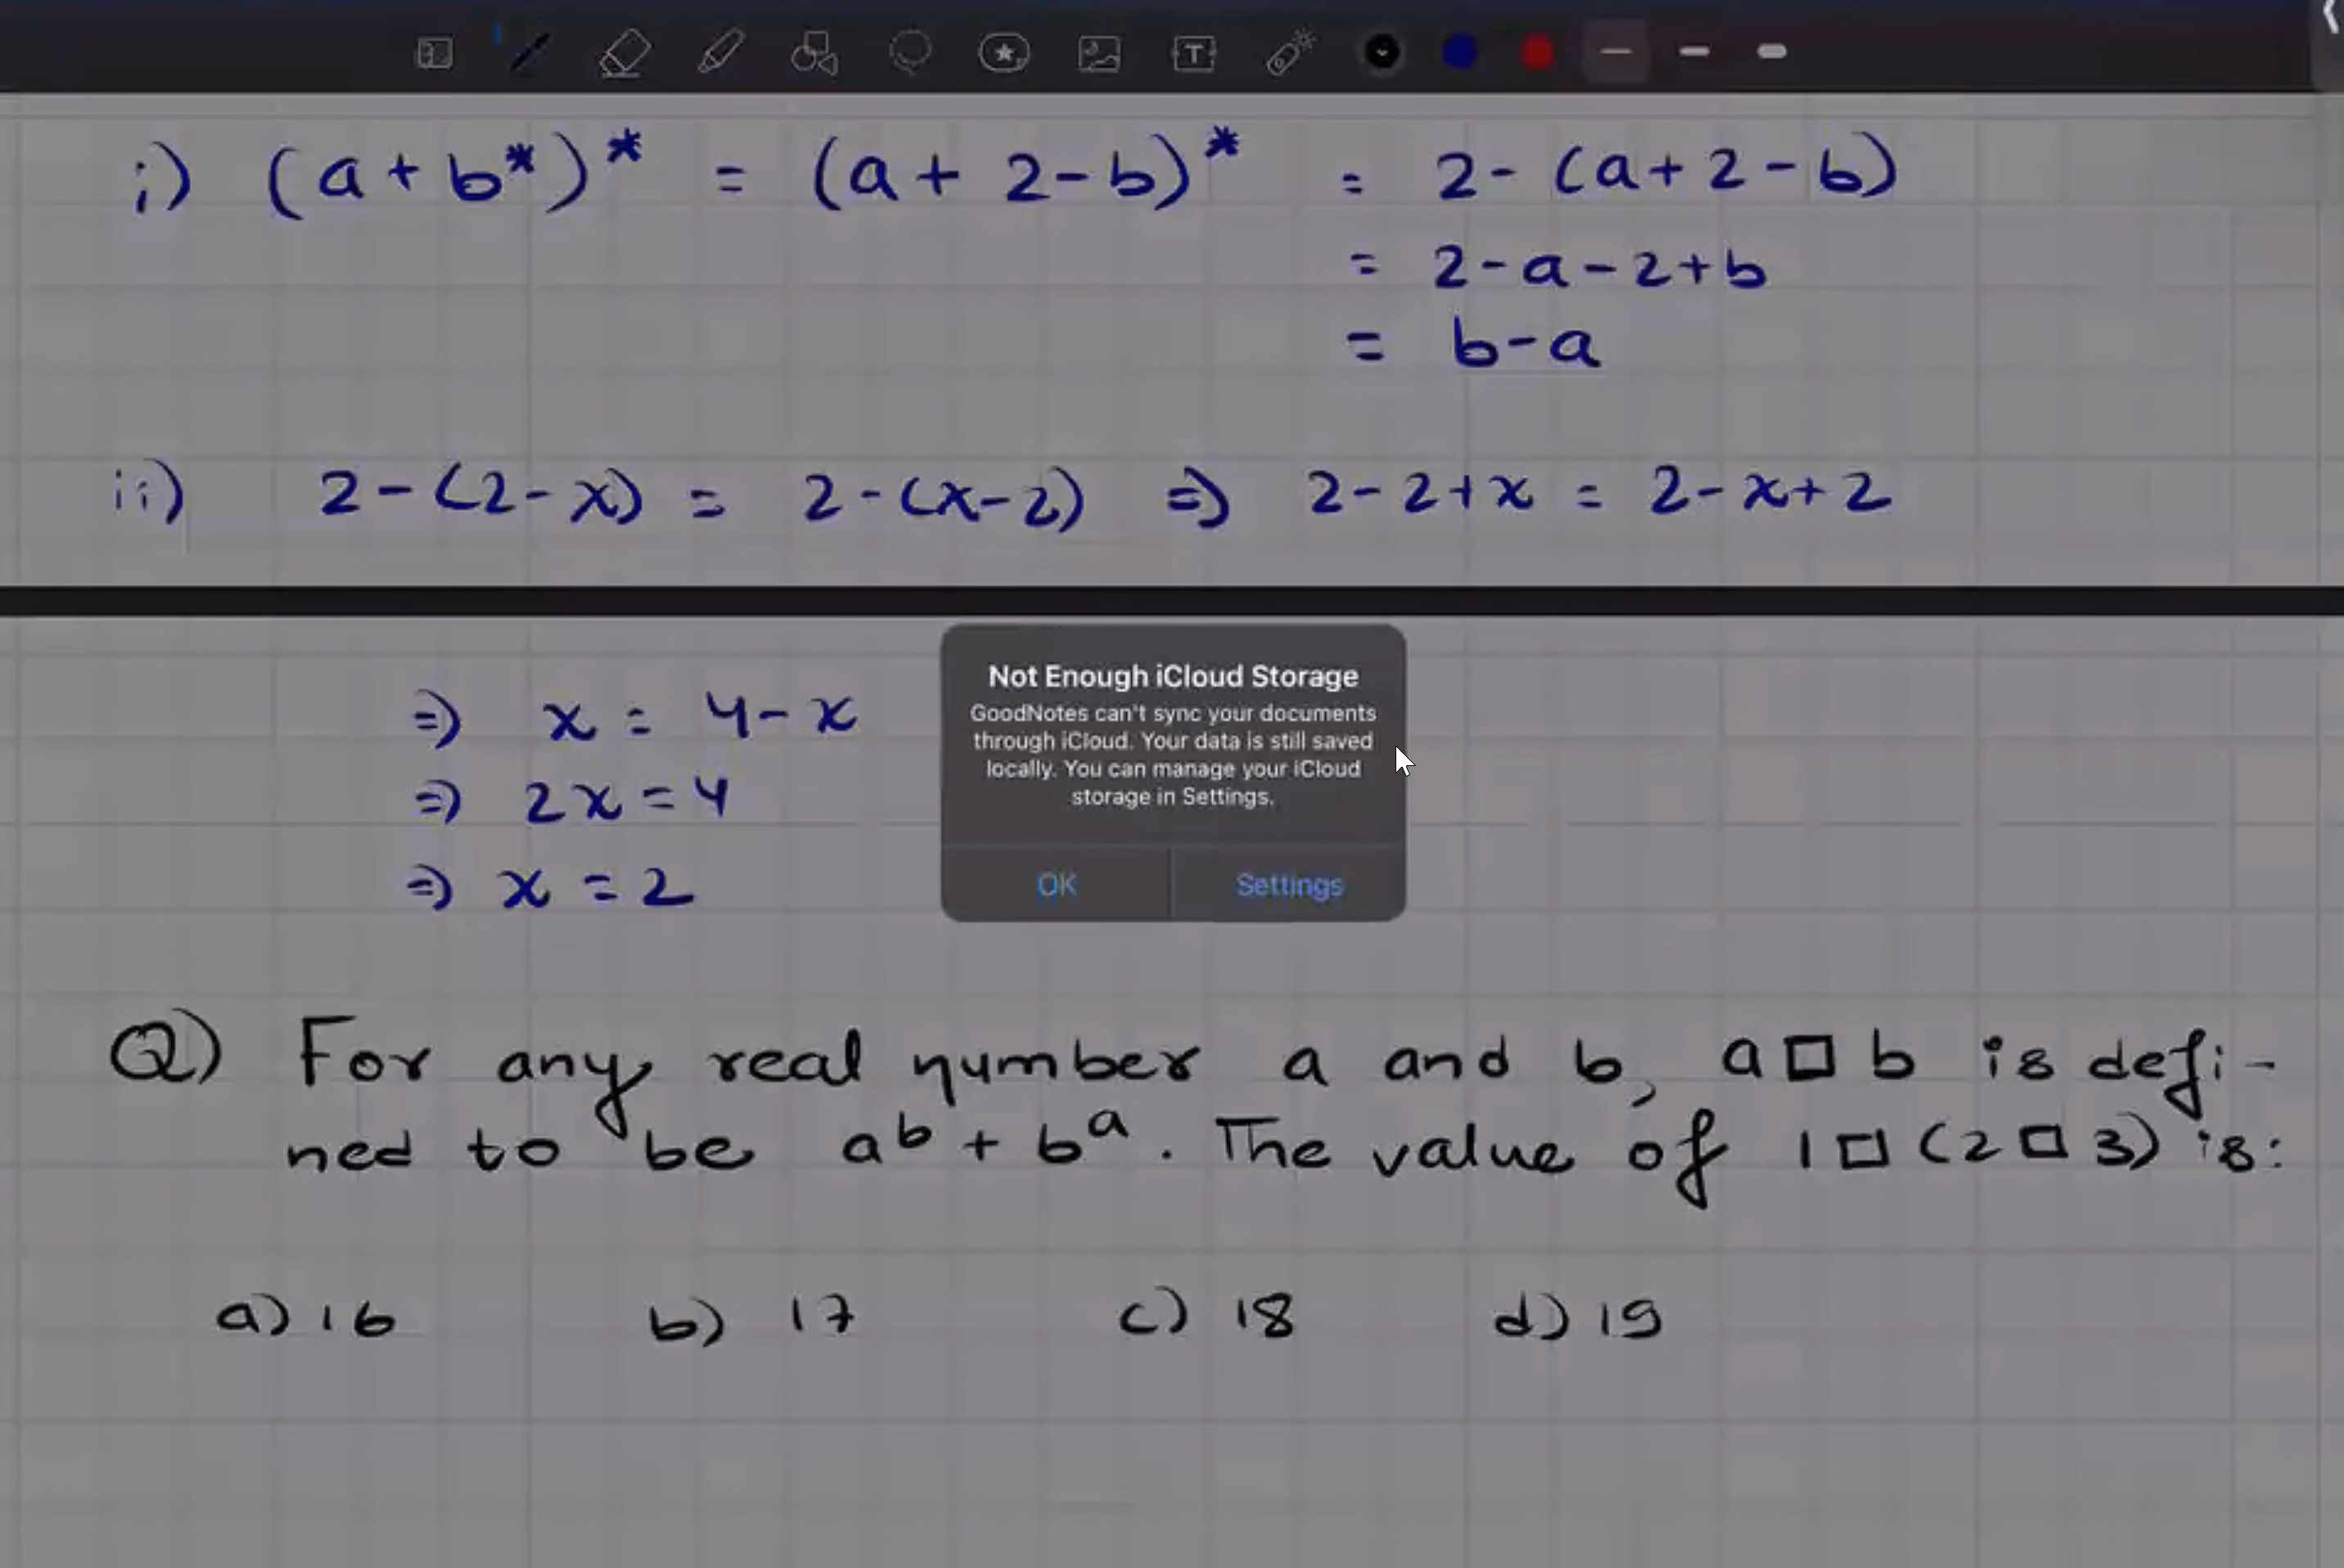 i) (a + b*)* = (a + 2 - b)* = 2 - (a + 2 - b)
= 2 - a - 2 + b
= b - a
ii) 2 - (2 - x) = 2 - (x - 2) ⇒ 2 - 2 + x = 2 - x + 2
⇒ x = 4 - x
⇒ 2x = 4
⇒ x = 2
Not Enough iCloud Storage
GoodNotes can't sync your documents
through iCloud. Your data is still saved
locally. You can manage your iCloud
storage in Settings.
OK Settings
Q) For any real number a and b, a □ b is defi-
ned to be a^b + b^a. The value of 1 □ (2 □ 3) is:
a) 16 b) 17 c) 18 d) 19